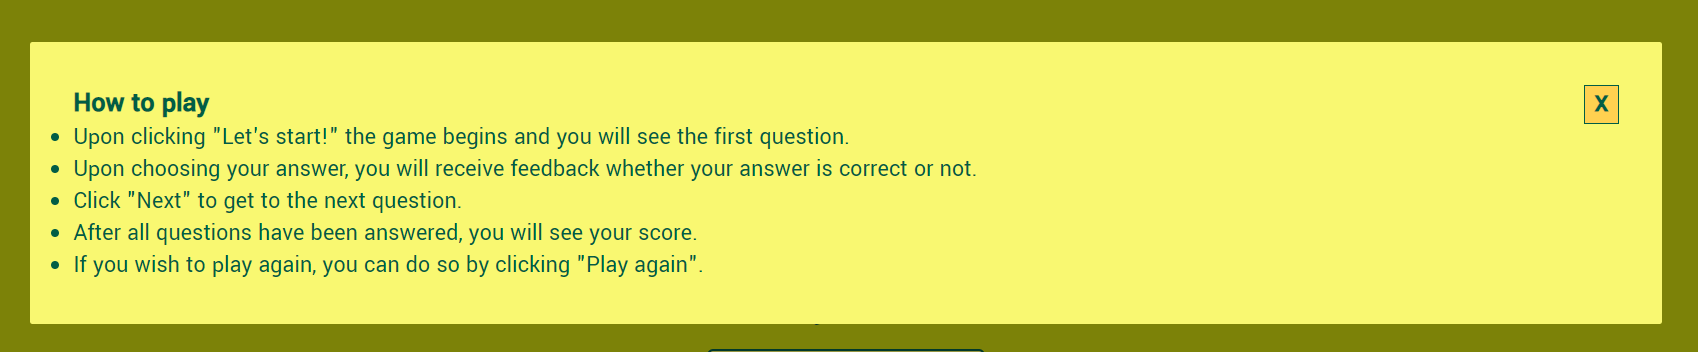 How to play
X
• Upon clicking "Let's start!" the game begins and you will see the first question.
• Upon choosing your answer, you will receive feedback whether your answer is correct or not.
• Click "Next" to get to the next question.
• After all questions have been answered, you will see your score.
• If you wish to play again, you can do so by clicking "Play again".